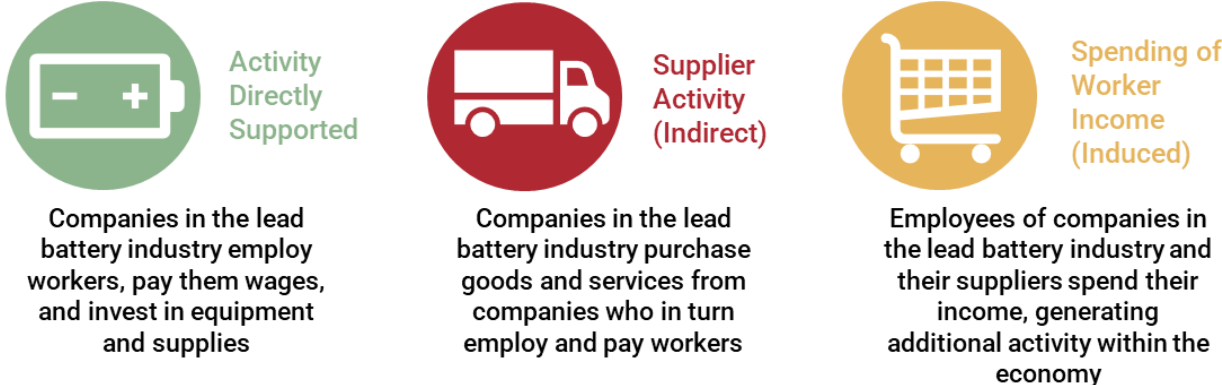 Activity
Directly
Supported
Companies in the lead
battery industry employ
workers, pay them wages,
and invest in equipment
and supplies
Supplier
Activity
(Indirect)
Companies in the lead
battery industry purchase
goods and services from
companies who in turn
employ and pay workers
Spending of
Worker
Income
(Induced)
Employees of companies in
the lead battery industry and
their suppliers spend their
income, generating
additional activity within the
economy